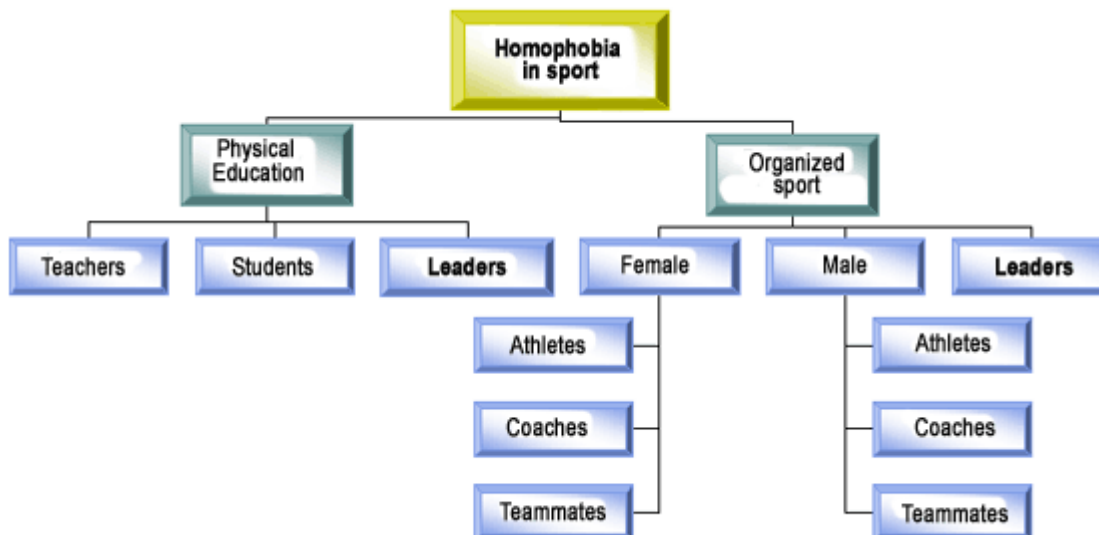 Homophobia
in sport
Physical
Education
Organized
sport
Teachers
Students
Leaders
Female
Male
Leaders
Athletes
Athletes
Coaches
Coaches
Teammates
Teammates